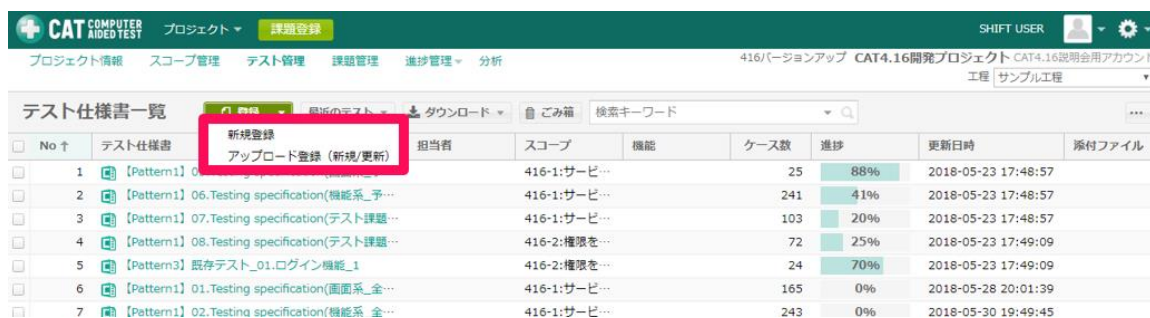 CAT COMPUTER AIDED TEST プロジェクト 課題登録 SHIFT USER
プロジェクト情報 スコープ管理 テスト管理 課題管理 進捗管理 分析 416バージョンアップ CAT4.16開発プロジェクト CAT4.16説明会用アカウント
工程 サンプル工程
テスト仕様書一覧 登録 最近のテスト ダウンロード ごみ箱 検索キーワード ...
新規登録
アップロード登録（新規/更新）
No ↑ テスト仕様書 担当者 スコープ 機能 ケース数 進捗 更新日時 添付ファイル
1 【Pattern1】 416-1:サービ… 25 88% 2018-05-23 17:48:57
2 【Pattern1】06.Testing specification(機能系_予… 416-1:サービ… 241 41% 2018-05-23 17:48:57
3 【Pattern1】07.Testing specification(テスト課題… 416-1:サービ… 103 20% 2018-05-23 17:48:57
4 【Pattern1】08.Testing specification(テスト課題… 416-2:権限を… 72 25% 2018-05-23 17:49:09
5 【Pattern3】既存テスト_01.ログイン機能_1 416-2:権限を… 24 70% 2018-05-23 17:49:09
6 【Pattern1】01.Testing specification(画面系_全… 416-1:サービ… 165 0% 2018-05-28 20:01:39
7 【Pattern1】02.Testing specification(機能系_全… 416-1:サービ… 243 0% 2018-05-30 19:49:45